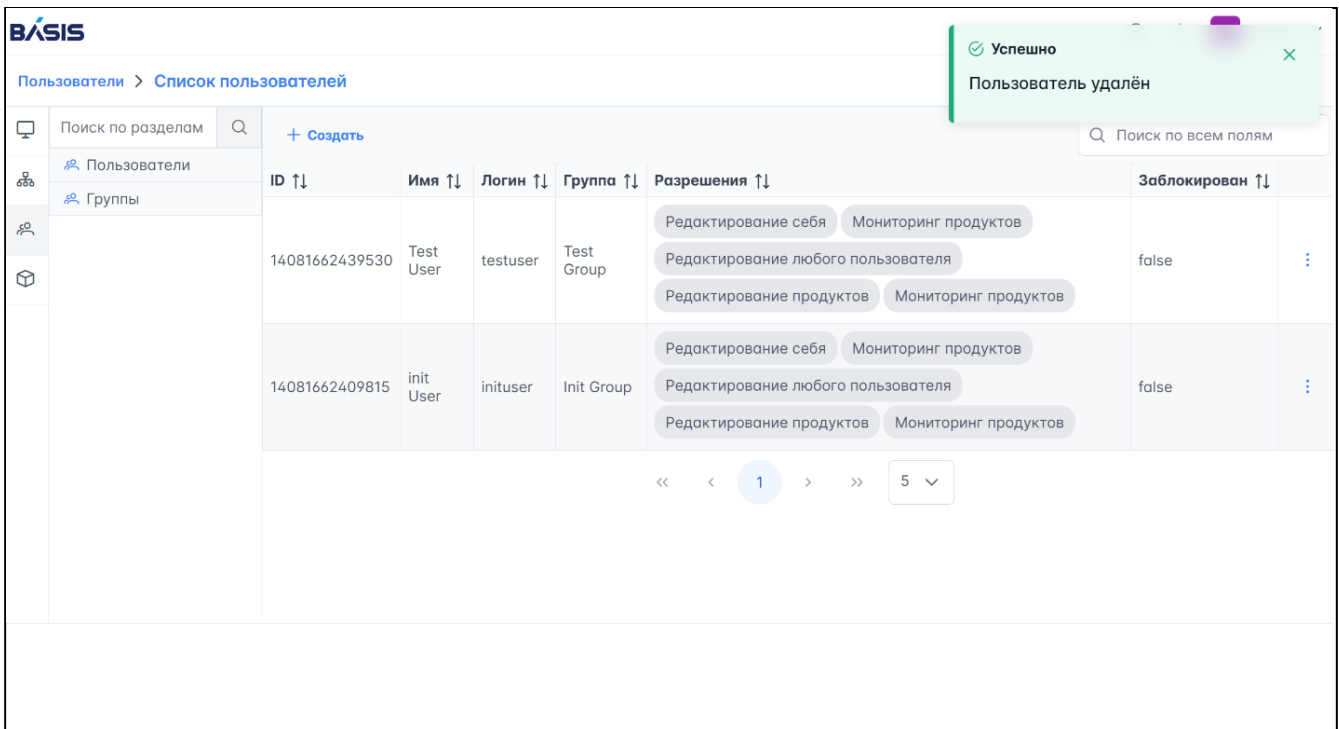 BASIS
Успешно
Пользователь удалён
Пользователи > Список пользователей
Поиск по разделам
Пользователи
Группы
+ Создать
Поиск по всем полям
ID Имя Логин Группа Разрешения Заблокирован
Редактирование себя Мониторинг продуктов
14081662439530 Test User testuser Test Group Редактирование любого пользователя false
Редактирование продуктов Мониторинг продуктов
Редактирование себя Мониторинг продуктов
14081662409815 init User inituser Init Group Редактирование любого пользователя false
Редактирование продуктов Мониторинг продуктов
<< < 1 > >> 5